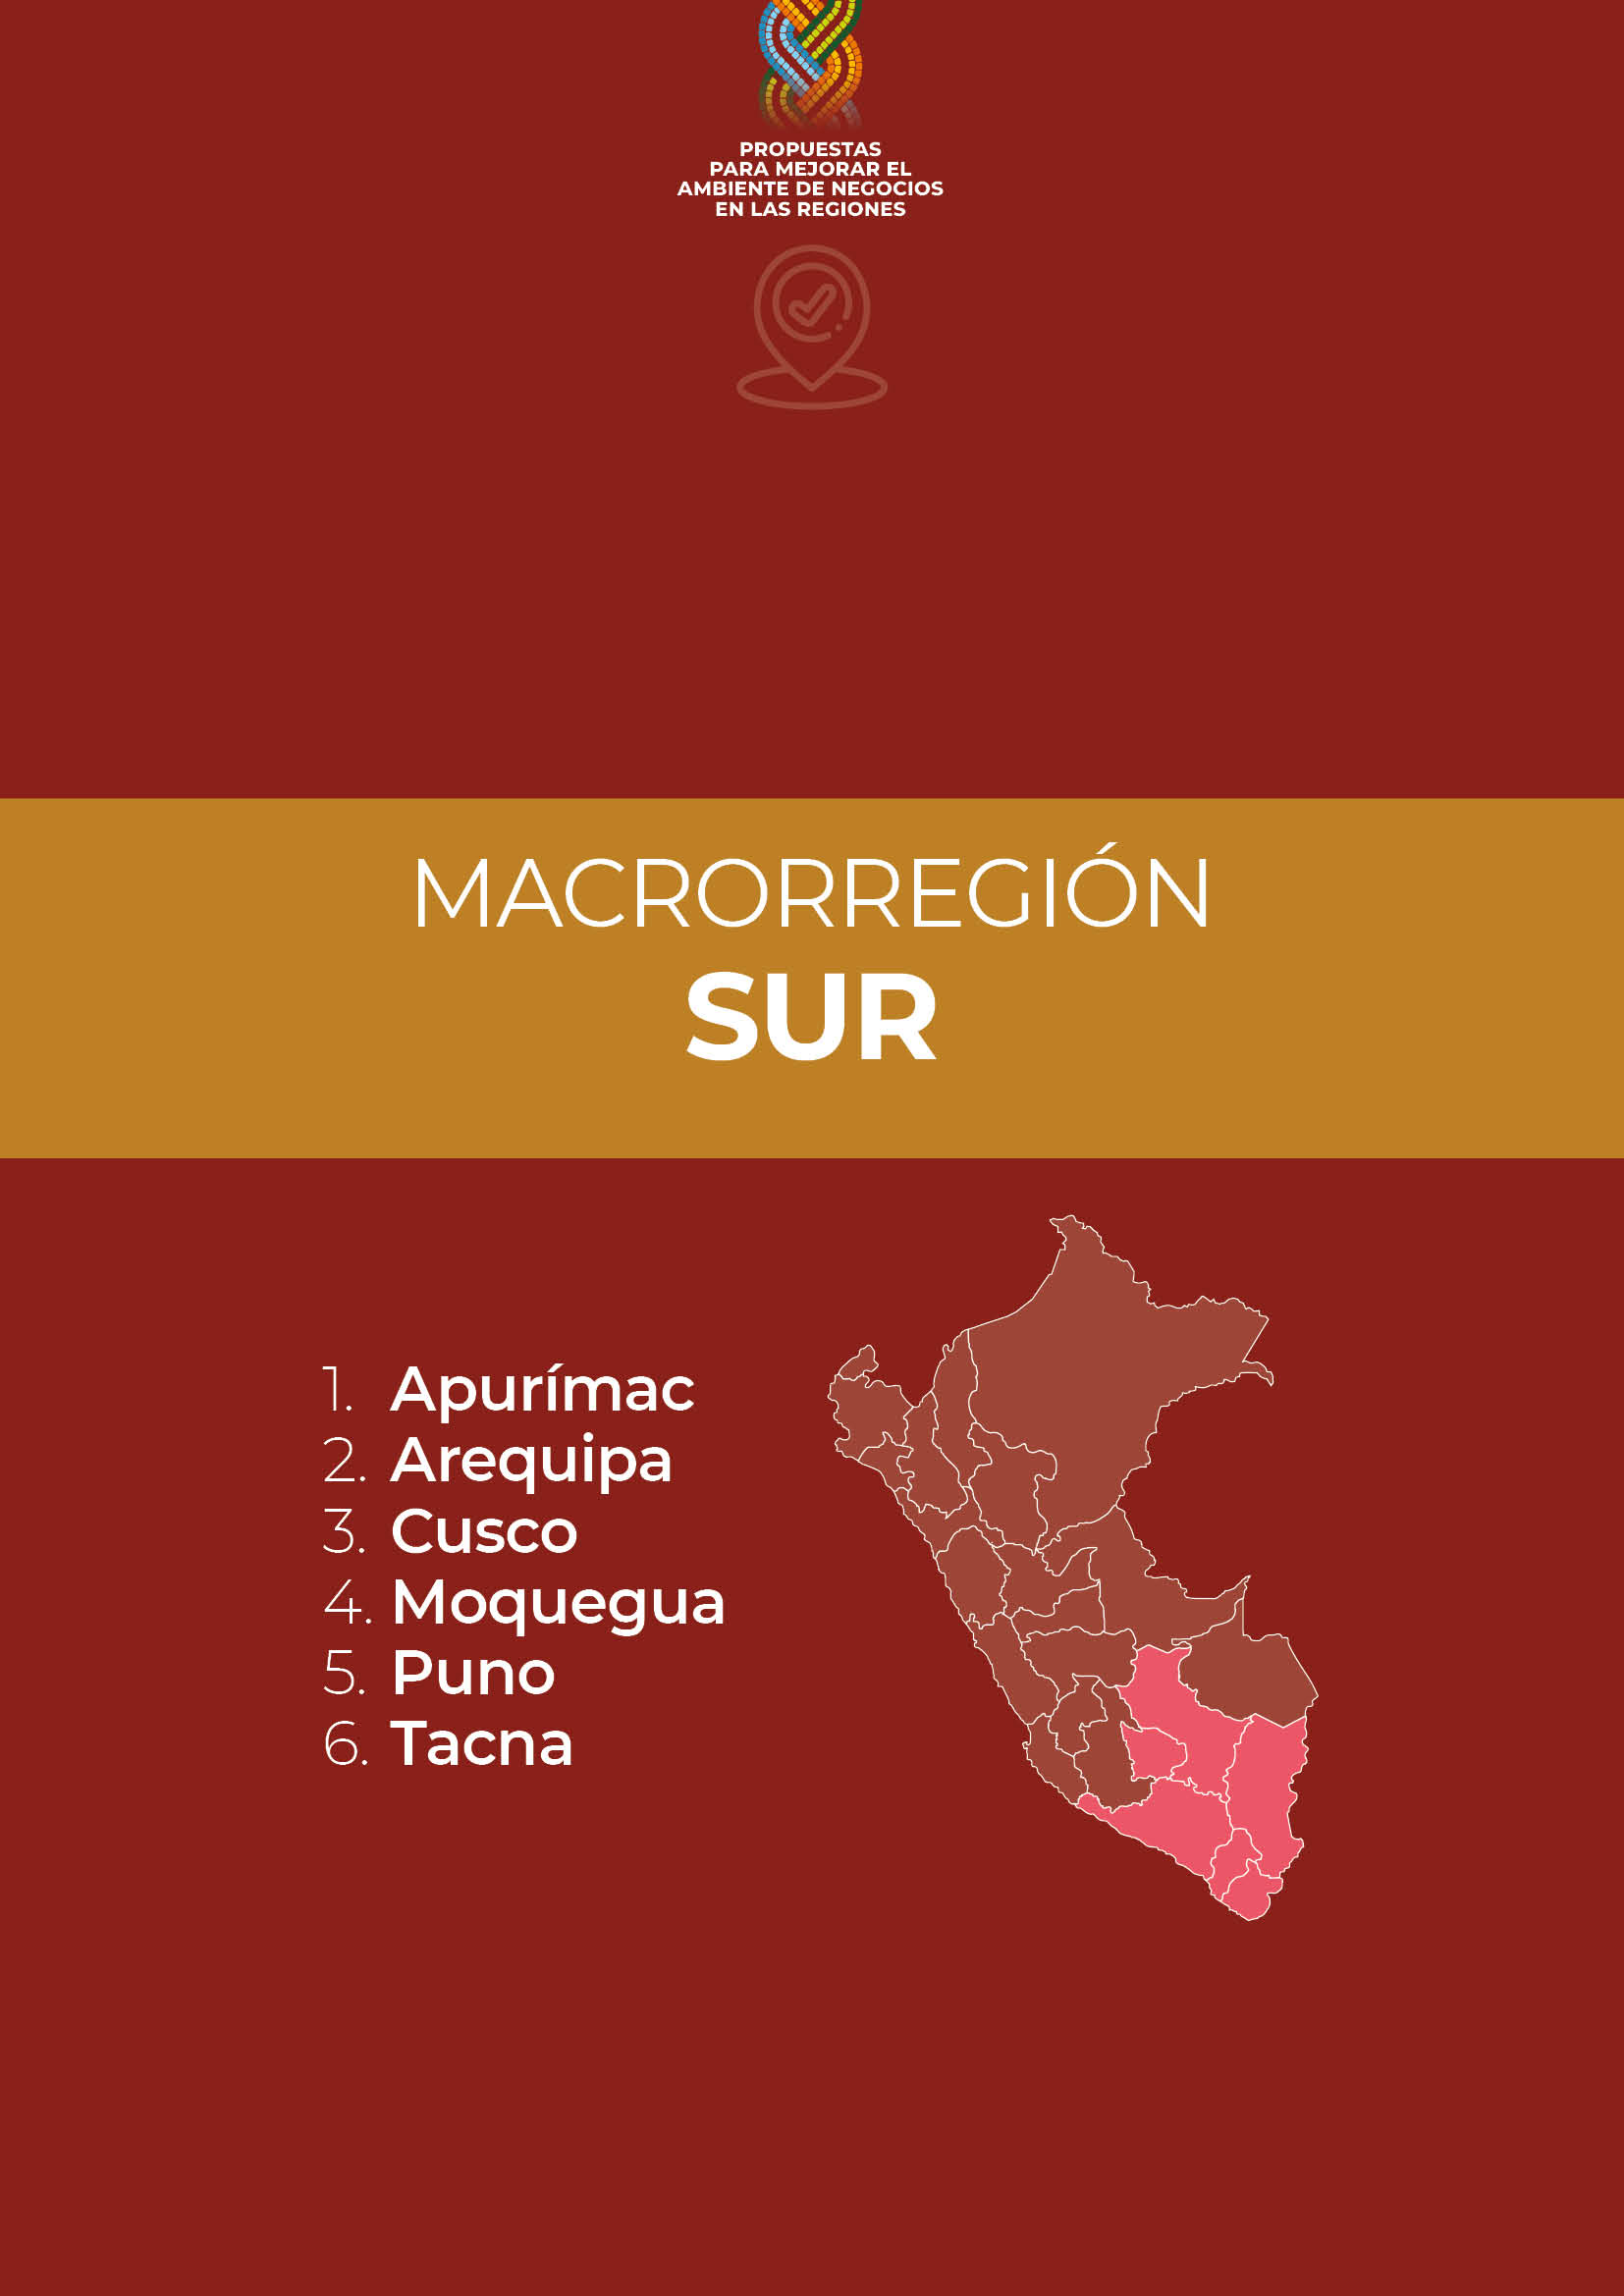 PROPUESTAS
PARA MEJORAR EL
AMBIENTE DE NEGOCIOS
EN LAS REGIONES
MACRORREGIÓN
SUR
1. Apurímac
2. Arequipa
3. Cusco
4. Moquegua
5. Puno
6. Tacna